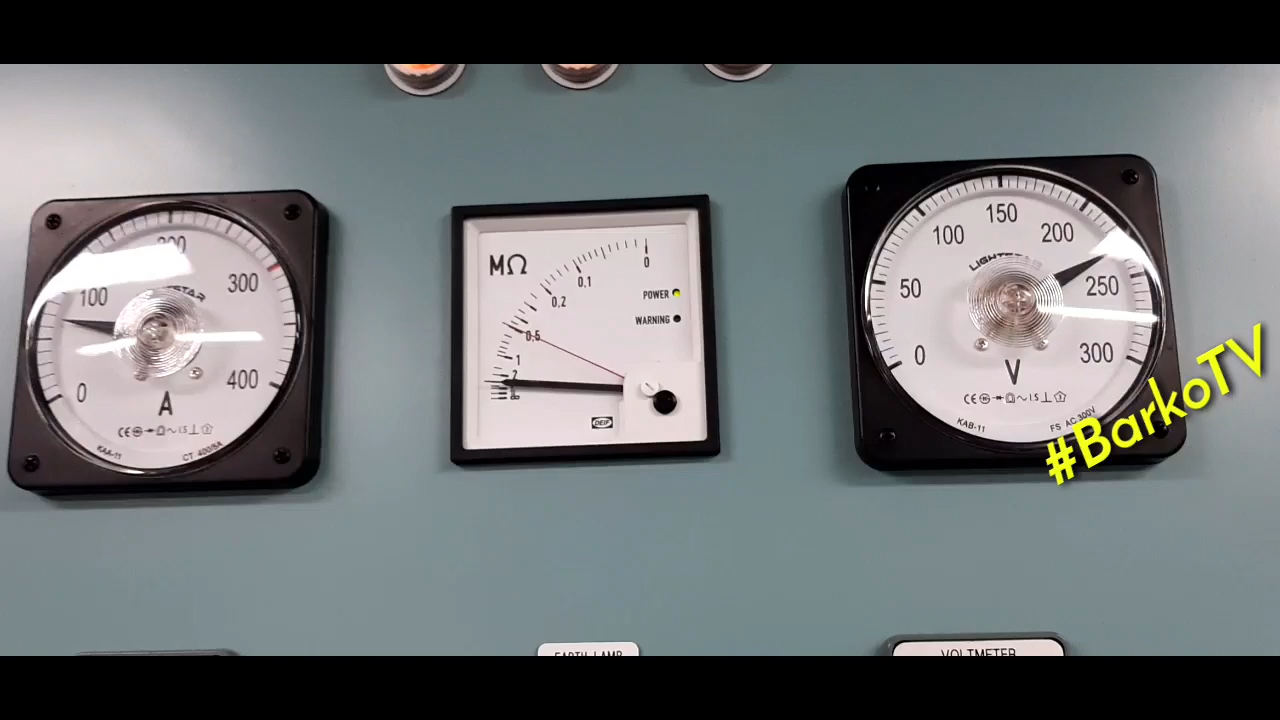 200
300
100
0
400
A
KAA-11
CT 400/5A
MΩ
0
0,1
0,2
0,5
1
2
∞
POWER
WARNING
DEIF
150
100
200
LIGHTSTAR
50
250
0
300
V
KAB-11
FS AC.300V
#BarkoTV
EARTH LAMP
VOLTMETER